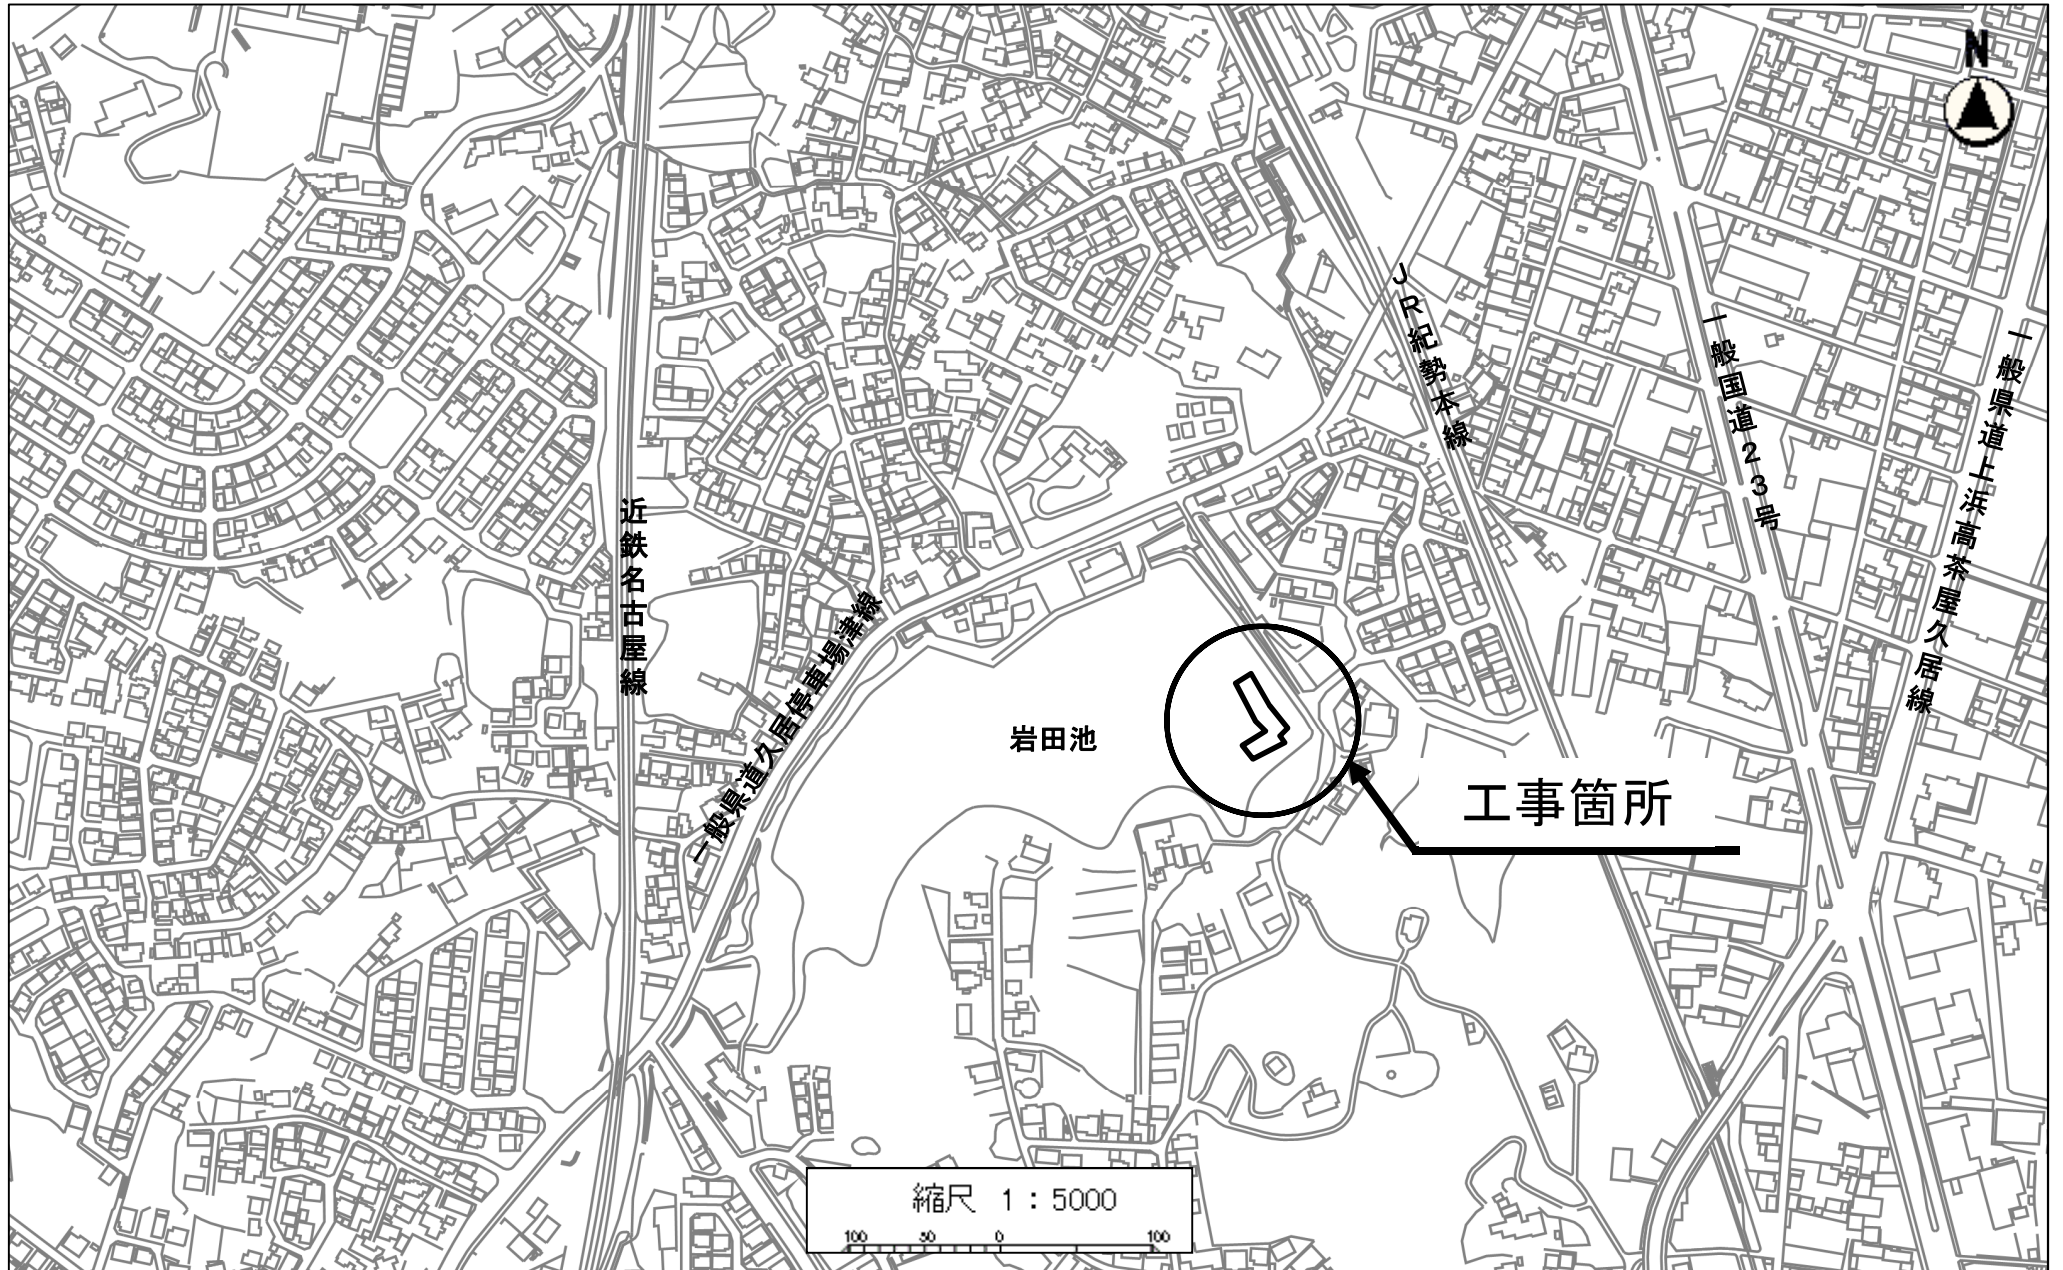 N
JR紀勢本線
一般国道23号
一般県道上浜高茶屋久居線
近鉄名古屋線
一般県道久居停車場津線
岩田池
工事箇所
縮尺 1:5000
100 50 0 100